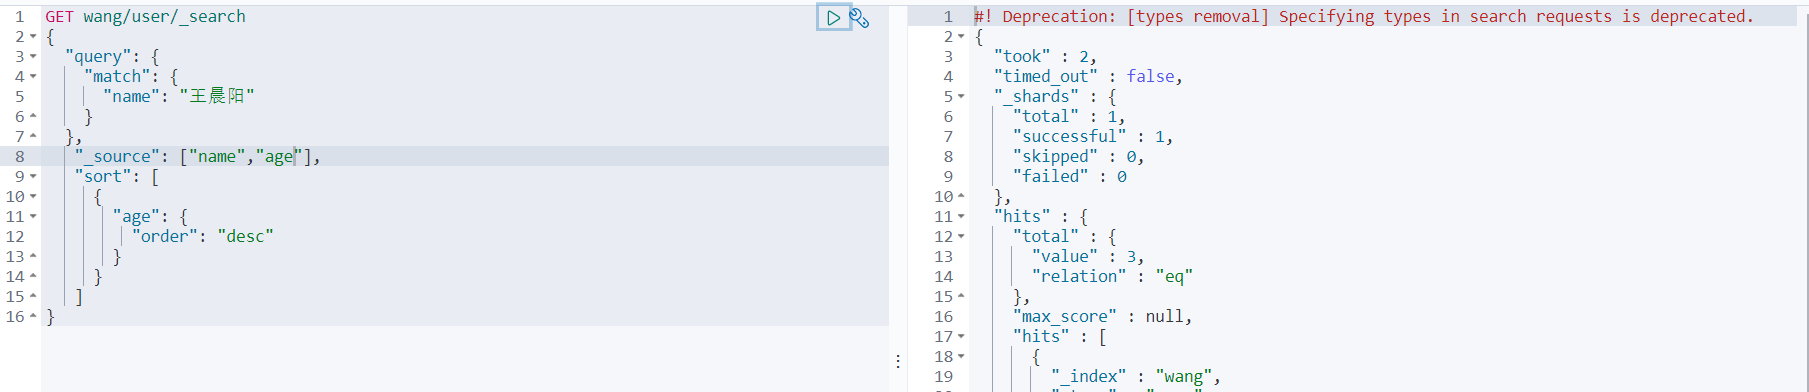 1 GET wang/user/_search
2 {
3 "query": {
4 "match": {
5 "name": "王晨阳"
6 }
7 },
8 "_source": ["name","age"],
9 "sort": [
10 {
11 "age": {
12 "order": "desc"
13 }
14 }
15 ]
16 }
1 #! Deprecation: [types removal] Specifying types in search requests is deprecated.
2 {
3 "took" : 2,
4 "timed_out" : false,
5 "_shards" : {
6 "total" : 1,
7 "successful" : 1,
8 "skipped" : 0,
9 "failed" : 0
10 },
11 "hits" : {
12 "total" : {
13 "value" : 3,
14 "relation" : "eq"
15 },
16 "max_score" : null,
17 "hits" : [
18 {
19 "_index" : "wang",